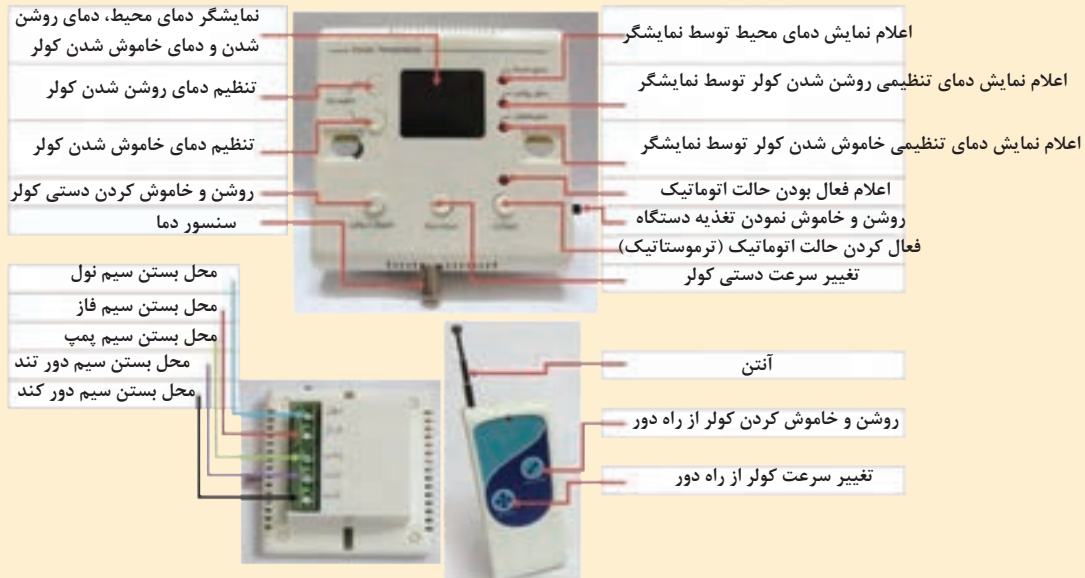 نمایشگر دمای محیط، دمای روشن
شدن و دمای خاموش شدن کولر
تنظیم دمای روشن شدن کولر
تنظیم دمای خاموش شدن کولر
روشن و خاموش کردن دستی کولر
سنسور دما
اعلام نمایش دمای محیط توسط نمایشگر
اعلام نمایش دمای تنظیمی روشن شدن کولر توسط نمایشگر
اعلام نمایش دمای تنظیمی خاموش شدن کولر توسط نمایشگر
اعلام فعال بودن حالت اتوماتیک
روشن و خاموش نمودن تغذیه دستگاه
فعال کردن حالت اتوماتیک (ترموستاتیک)
تغییر سرعت دستی کولر
محل بستن سیم نول
محل بستن سیم فاز
محل بستن سیم پمپ
محل بستن سیم دور تند
محل بستن سیم دور کند
آنتن
روشن و خاموش کردن کولر از راه دور
تغییر سرعت کولر از راه دور